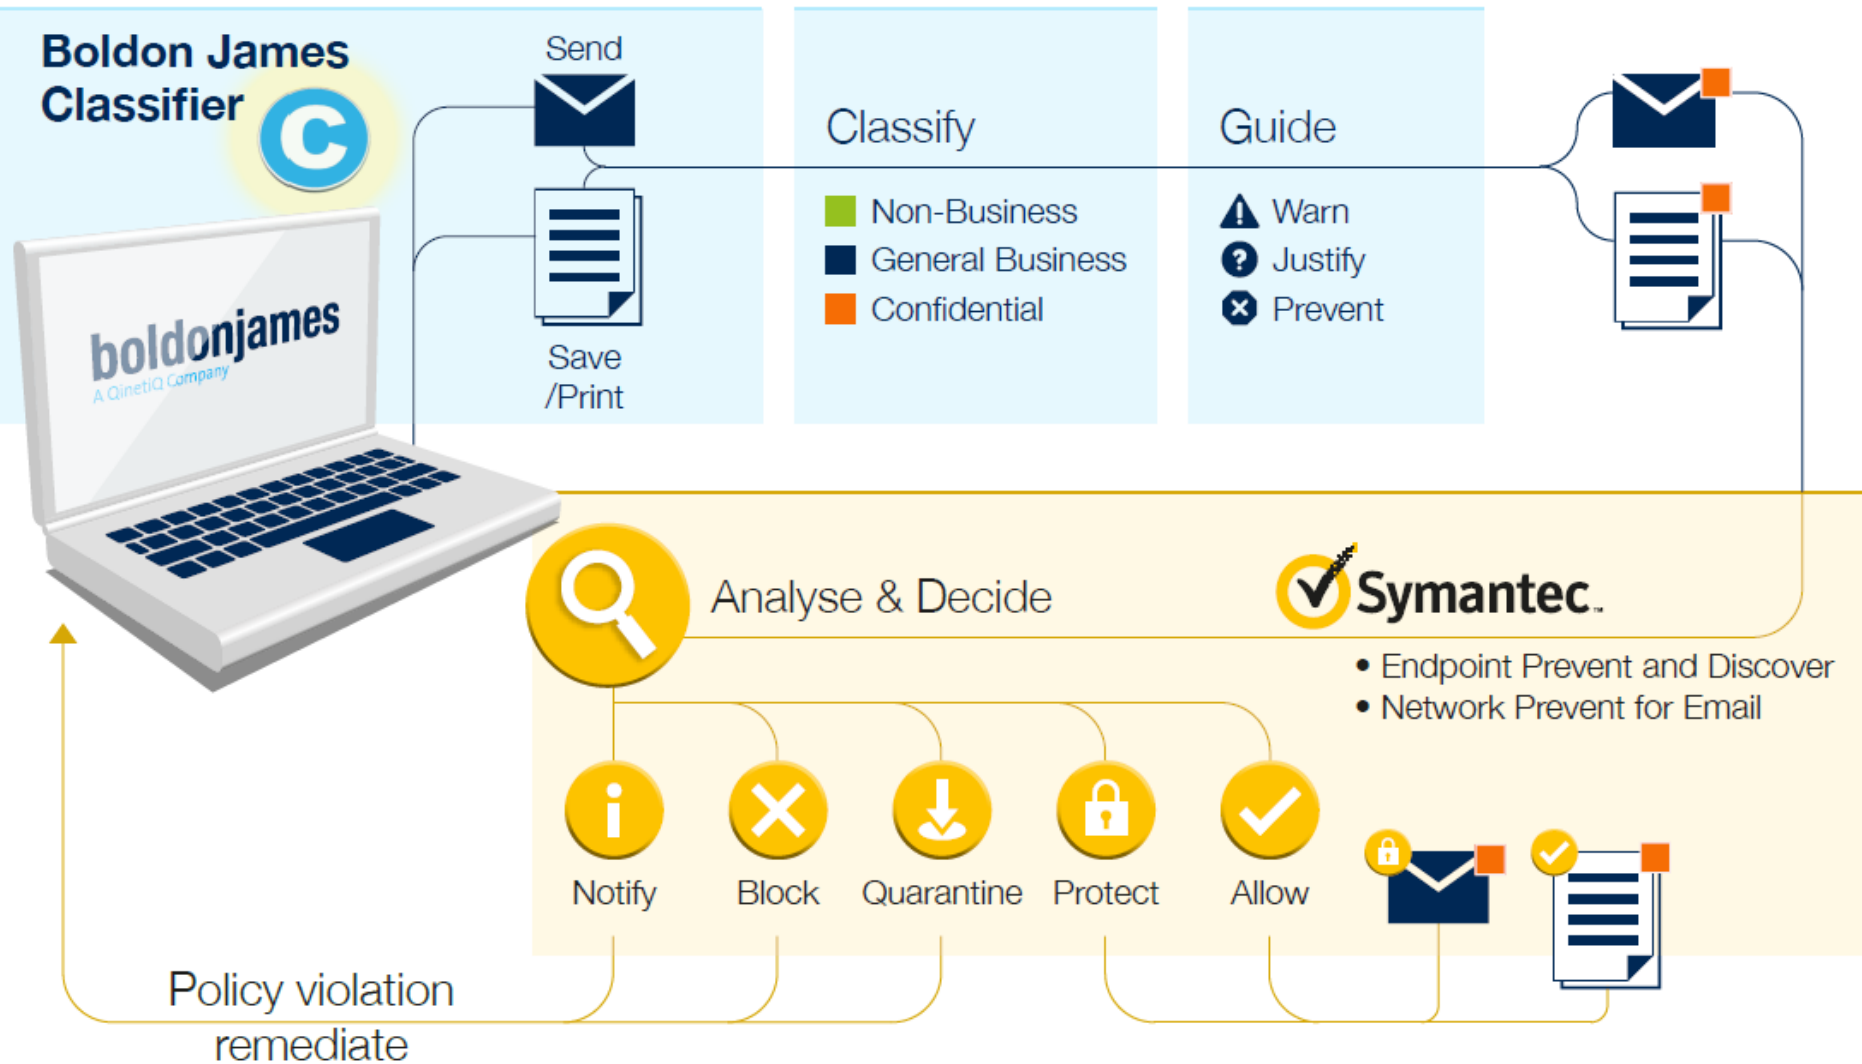 Boldon James
Classifier
C
boldonjames
A QinetiQ Company
Send
Save
/Print
Classify
Non-Business
General Business
Confidential
Guide
Warn
Justify
Prevent
Analyse & Decide
Symantec™
• Endpoint Prevent and Discover
• Network Prevent for Email
Notify
Block
Quarantine
Protect
Allow
Policy violation
remediate